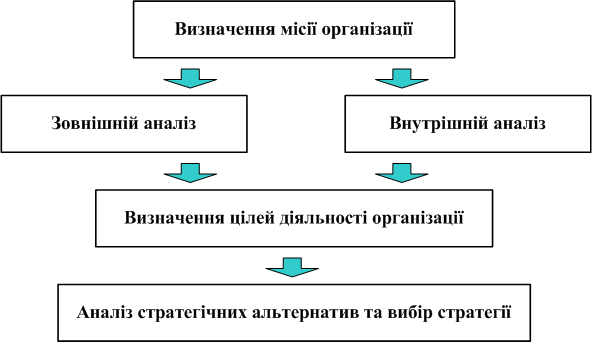 Визначення місії організації
Зовнішній аналіз
Внутрішній аналіз
Визначення цілей діяльності організації
Аналіз стратегічних альтернатив та вибір стратегії